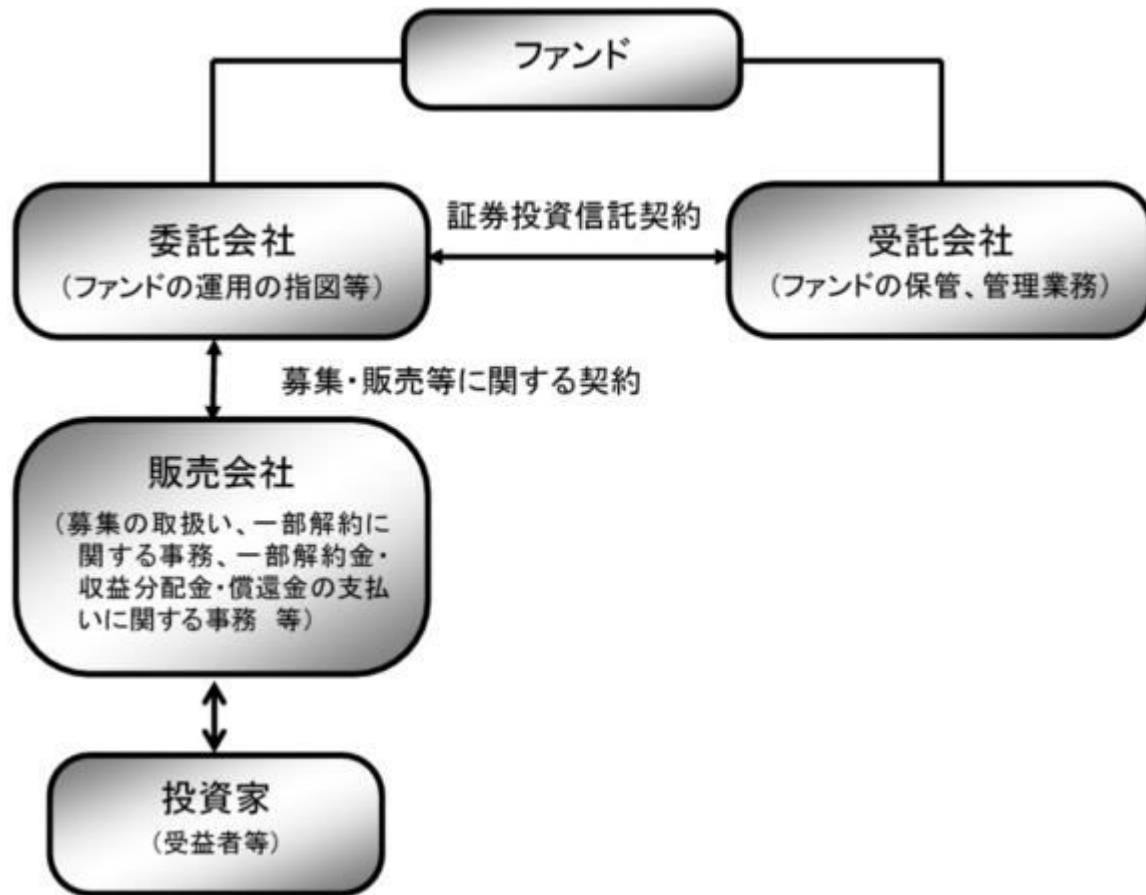 ファンド
委託会社
（ファンドの運用の指図等）
証券投資信託契約
受託会社
（ファンドの保管、管理業務）
募集・販売等に関する契約
販売会社
（募集の取扱い、一部解約に
関する事務、一部解約金・
収益分配金・償還金の支払
いに関する事務　等）
投資家
（受益者等）